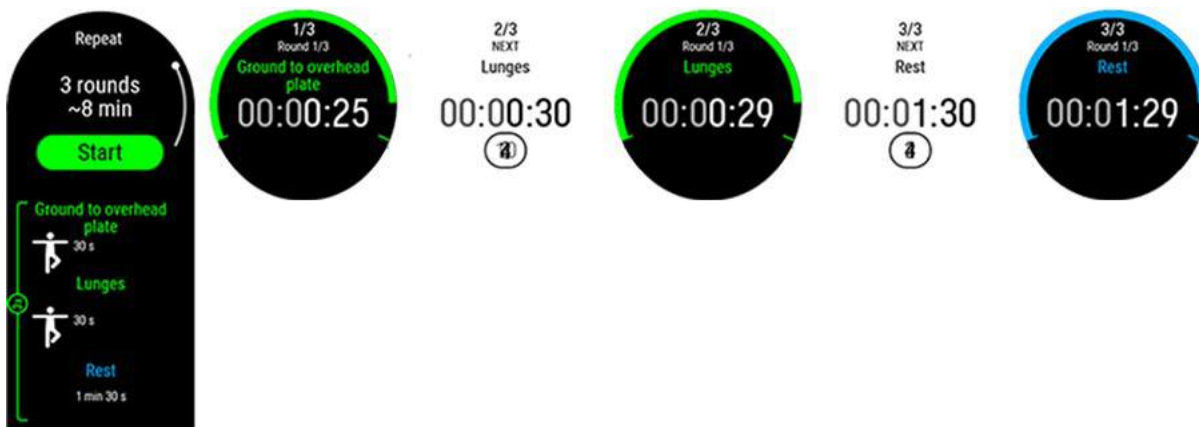 Repeat
3 rounds
~8 min
Start
Ground to overhead
plate
30 s
Lunges
30 s
Rest
1 min 30 s
1/3
Round 1/3
Ground to overhead
plate
00:00:25
2/3
NEXT
Lunges
00:00:30
2/3
Round 1/3
Lunges
00:00:29
3/3
NEXT
Rest
00:01:30
3/3
Round 1/3
Rest
00:01:29